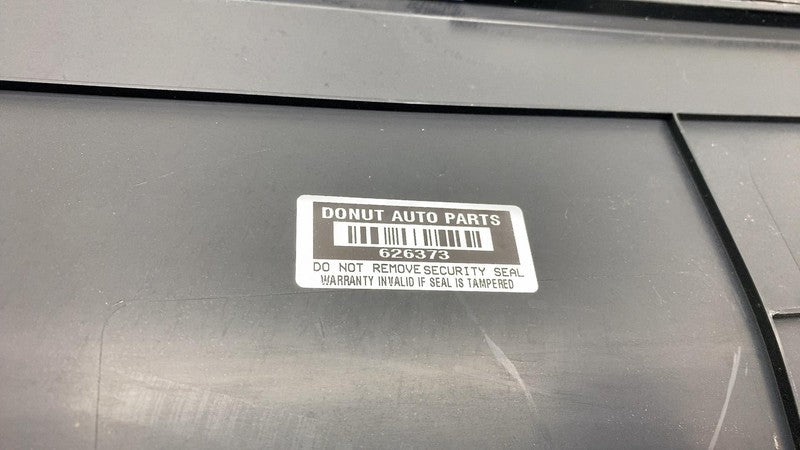 DONUT AUTO PARTS
626373
DO NOT REMOVE SECURITY SEAL
WARRANTY INVALID IF SEAL IS TAMPERED